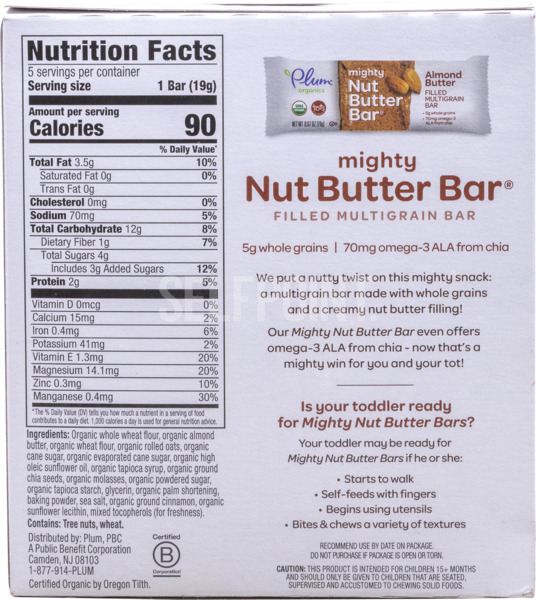 Nutrition Facts
5 servings per container
Serving size 1 Bar (19g)
Amount per serving
Calories 90
% Daily Value*
Total Fat 3.5g 10%
Saturated Fat 0g 0%
Trans Fat 0g
Cholesterol 0mg 0%
Sodium 70mg 5%
Total Carbohydrate 12g 8%
Dietary Fiber 1g 7%
Total Sugars 4g
Includes 3g Added Sugars 12%
Protein 2g 5%
Vitamin D 0mcg 0%
Calcium 15mg 2%
Iron 0.4mg 6%
Potassium 41mg 2%
Vitamin E 1.3mg 20%
Magnesium 14.1mg 20%
Zinc 0.3mg 10%
Manganese 0.4mg 30%
*The % Daily Value (DV) tells you how much a nutrient in a serving of food
contributes to a daily diet. 1,000 calories a day is used for general nutrition advice.
Ingredients: Organic whole wheat flour, organic almond
butter, organic wheat flour, organic rolled oats, organic
cane sugar, organic evaporated cane sugar, organic high
oleic sunflower oil, organic tapioca syrup, organic ground
chia seeds, organic molasses, organic powdered sugar,
organic tapioca starch, glycerin, organic palm shortening,
baking powder, sea salt, organic ground cinnamon, organic
sunflower lecithin, mixed tocopherols (for freshness).
Contains: Tree nuts, wheat.
Distributed by: Plum, PBC
A Public Benefit Corporation
Camden, NJ 08103
1-877-914-PLUM
Certified Organic by Oregon Tilth.
Certified
B
Corporation
Plum
organics
mighty
Nut
Butter
Bar®
Almond
Butter
FILLED
MULTIGRAIN
BAR
• 5g whole grains
• 70mg omega-3
NET WT. 0.67 OZ (19g)
mighty
Nut Butter Bar®
FILLED MULTIGRAIN BAR
5g whole grains | 70mg omega-3 ALA from chia
We put a nutty twist on this mighty snack:
a multigrain bar made with whole grains
and a creamy nut butter filling!
Our Mighty Nut Butter Bar even offers
omega-3 ALA from chia - now that's a
mighty win for you and your tot!
Is your toddler ready
for Mighty Nut Butter Bars?
Your toddler may be ready for
Mighty Nut Butter Bars if he or she:
• Starts to walk
• Self-feeds with fingers
• Begins using utensils
• Bites & chews a variety of textures
RECOMMEND USE BY DATE ON PACKAGE.
DO NOT PURCHASE IF PACKAGE IS OPEN OR TORN.
CAUTION: THIS PRODUCT IS INTENDED FOR CHILDREN 15+ MONTHS
AND SHOULD ONLY BE GIVEN TO CHILDREN THAT ARE SEATED,
SUPERVISED AND ACCUSTOMED TO CHEWING SOLID FOODS.